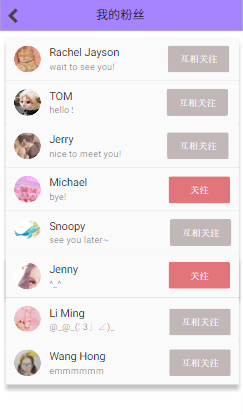 我的粉丝
Rachel Jayson
wait to see you!
互相关注
TOM
hello !
互相关注
Jerry
nice to meet you!
互相关注
Michael
bye!
关注
Snoopy
see you later~
互相关注
Jenny
^_^
关注
Li Ming
@_@_(: 3」∠)_
互相关注
Wang Hong
emmmmmm
互相关注